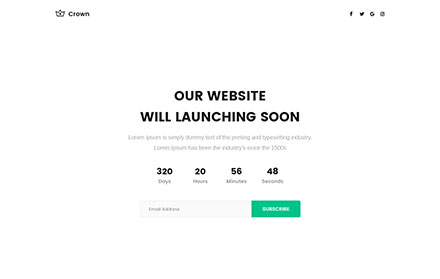 Crown
OUR WEBSITE
WILL LAUNCHING SOON
Lorem Ipsum is simply dummy text of the printing and typesetting industry.
Lorem Ipsum has been the industry's since the 1500s
320 20 56 48
Days Hours Minutes Seconds
Email Address SUBSCRIBE